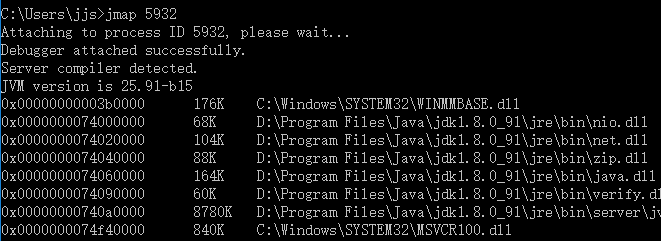 C:\Users\jjs>jmap 5932
Attaching to process ID 5932, please wait...
Debugger attached successfully.
Server compiler detected.
JVM version is 25.91-b15
0x00000000003b0000 176K C:\Windows\SYSTEM32\WINMMBASE.dll
0x0000000074000000 68K D:\Program Files\Java\jdk1.8.0_91\jre\bin\nio.dll
0x0000000074020000 104K D:\Program Files\Java\jdk1.8.0_91\jre\bin\net.dll
0x0000000074040000 88K D:\Program Files\Java\jdk1.8.0_91\jre\bin\zip.dll
0x0000000074060000 164K D:\Program Files\Java\jdk1.8.0_91\jre\bin\java.dll
0x0000000074090000 60K D:\Program Files\Java\jdk1.8.0_91\jre\bin\verify.d
0x00000000740a0000 8780K D:\Program Files\Java\jdk1.8.0_91\jre\bin\server\jv
0x0000000074f40000 840K C:\Windows\SYSTEM32\MSVCR100.dll